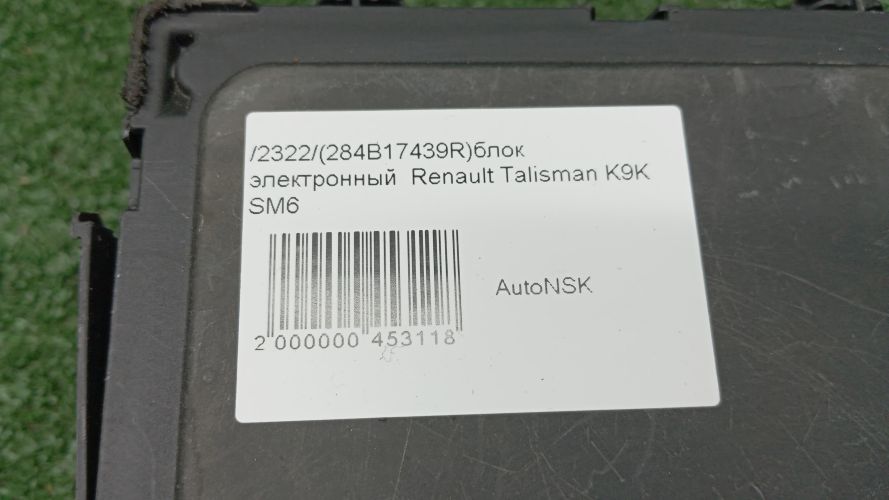 /2322/(284B17439R)блок
электронный  Renault Talisman K9K
SM6
AutoNSK
2 000000 453118